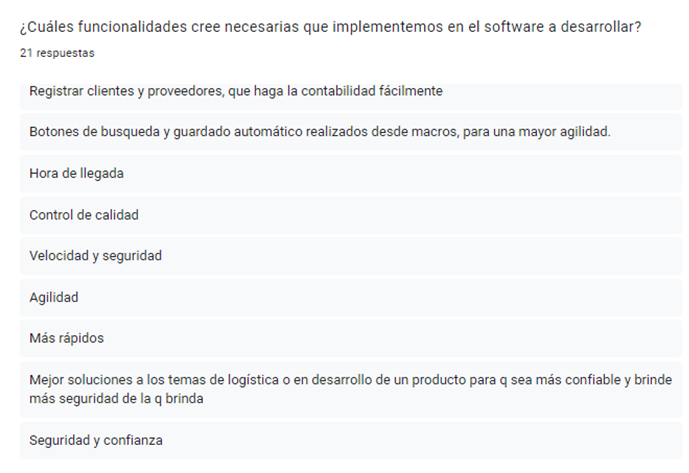 ¿Cuáles funcionalidades cree necesarias que implementemos en el software a desarrollar?
21 respuestas
Registrar clientes y proveedores, que haga la contabilidad fácilmente
Botones de busqueda y guardado automático realizados desde macros, para una mayor agilidad.
Hora de llegada
Control de calidad
Velocidad y seguridad
Agilidad
Más rápidos
Mejor soluciones a los temas de logística o en desarrollo de un producto para q sea más confiable y brinde
más seguridad de la q brinda
Seguridad y confianza